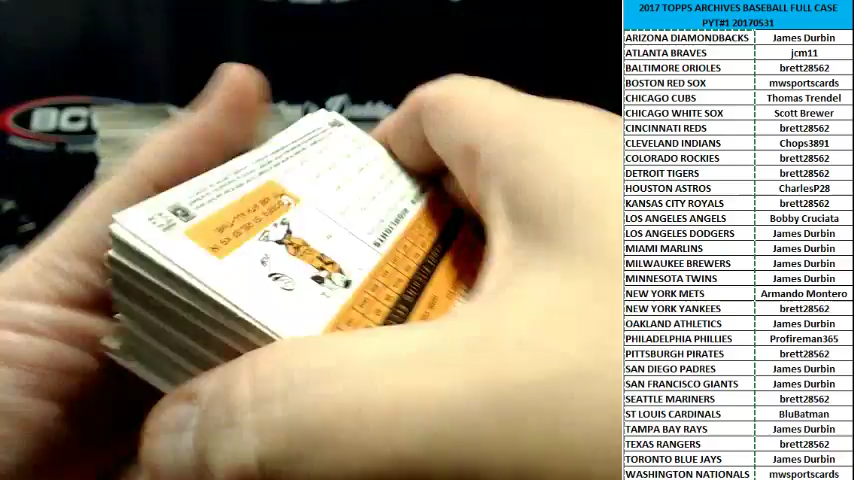 2017 TOPPS ARCHIVES BASEBALL FULL CASE
PYT#1 20170531
ARIZONA DIAMONDBACKS James Durbin
ATLANTA BRAVES jcm11
BALTIMORE ORIOLES brett28562
BOSTON RED SOX mwsportscards
CHICAGO CUBS Thomas Trendel
CHICAGO WHITE SOX Scott Brewer
CINCINNATI REDS brett28562
CLEVELAND INDIANS Chops3891
COLORADO ROCKIES brett28562
DETROIT TIGERS brett28562
HOUSTON ASTROS CharlesP28
KANSAS CITY ROYALS brett28562
LOS ANGELES ANGELS Bobby Cruciata
LOS ANGELES DODGERS James Durbin
MIAMI MARLINS James Durbin
MILWAUKEE BREWERS James Durbin
MINNESOTA TWINS James Durbin
NEW YORK METS Armando Montero
NEW YORK YANKEES brett28562
OAKLAND ATHLETICS James Durbin
PHILADELPHIA PHILLIES Profireman365
PITTSBURGH PIRATES brett28562
SAN DIEGO PADRES James Durbin
SAN FRANCISCO GIANTS James Durbin
SEATTLE MARINERS brett28562
ST LOUIS CARDINALS BluBatman
TAMPA BAY RAYS James Durbin
TEXAS RANGERS brett28562
TORONTO BLUE JAYS James Durbin
WASHINGTON NATIONALS mwsportscards